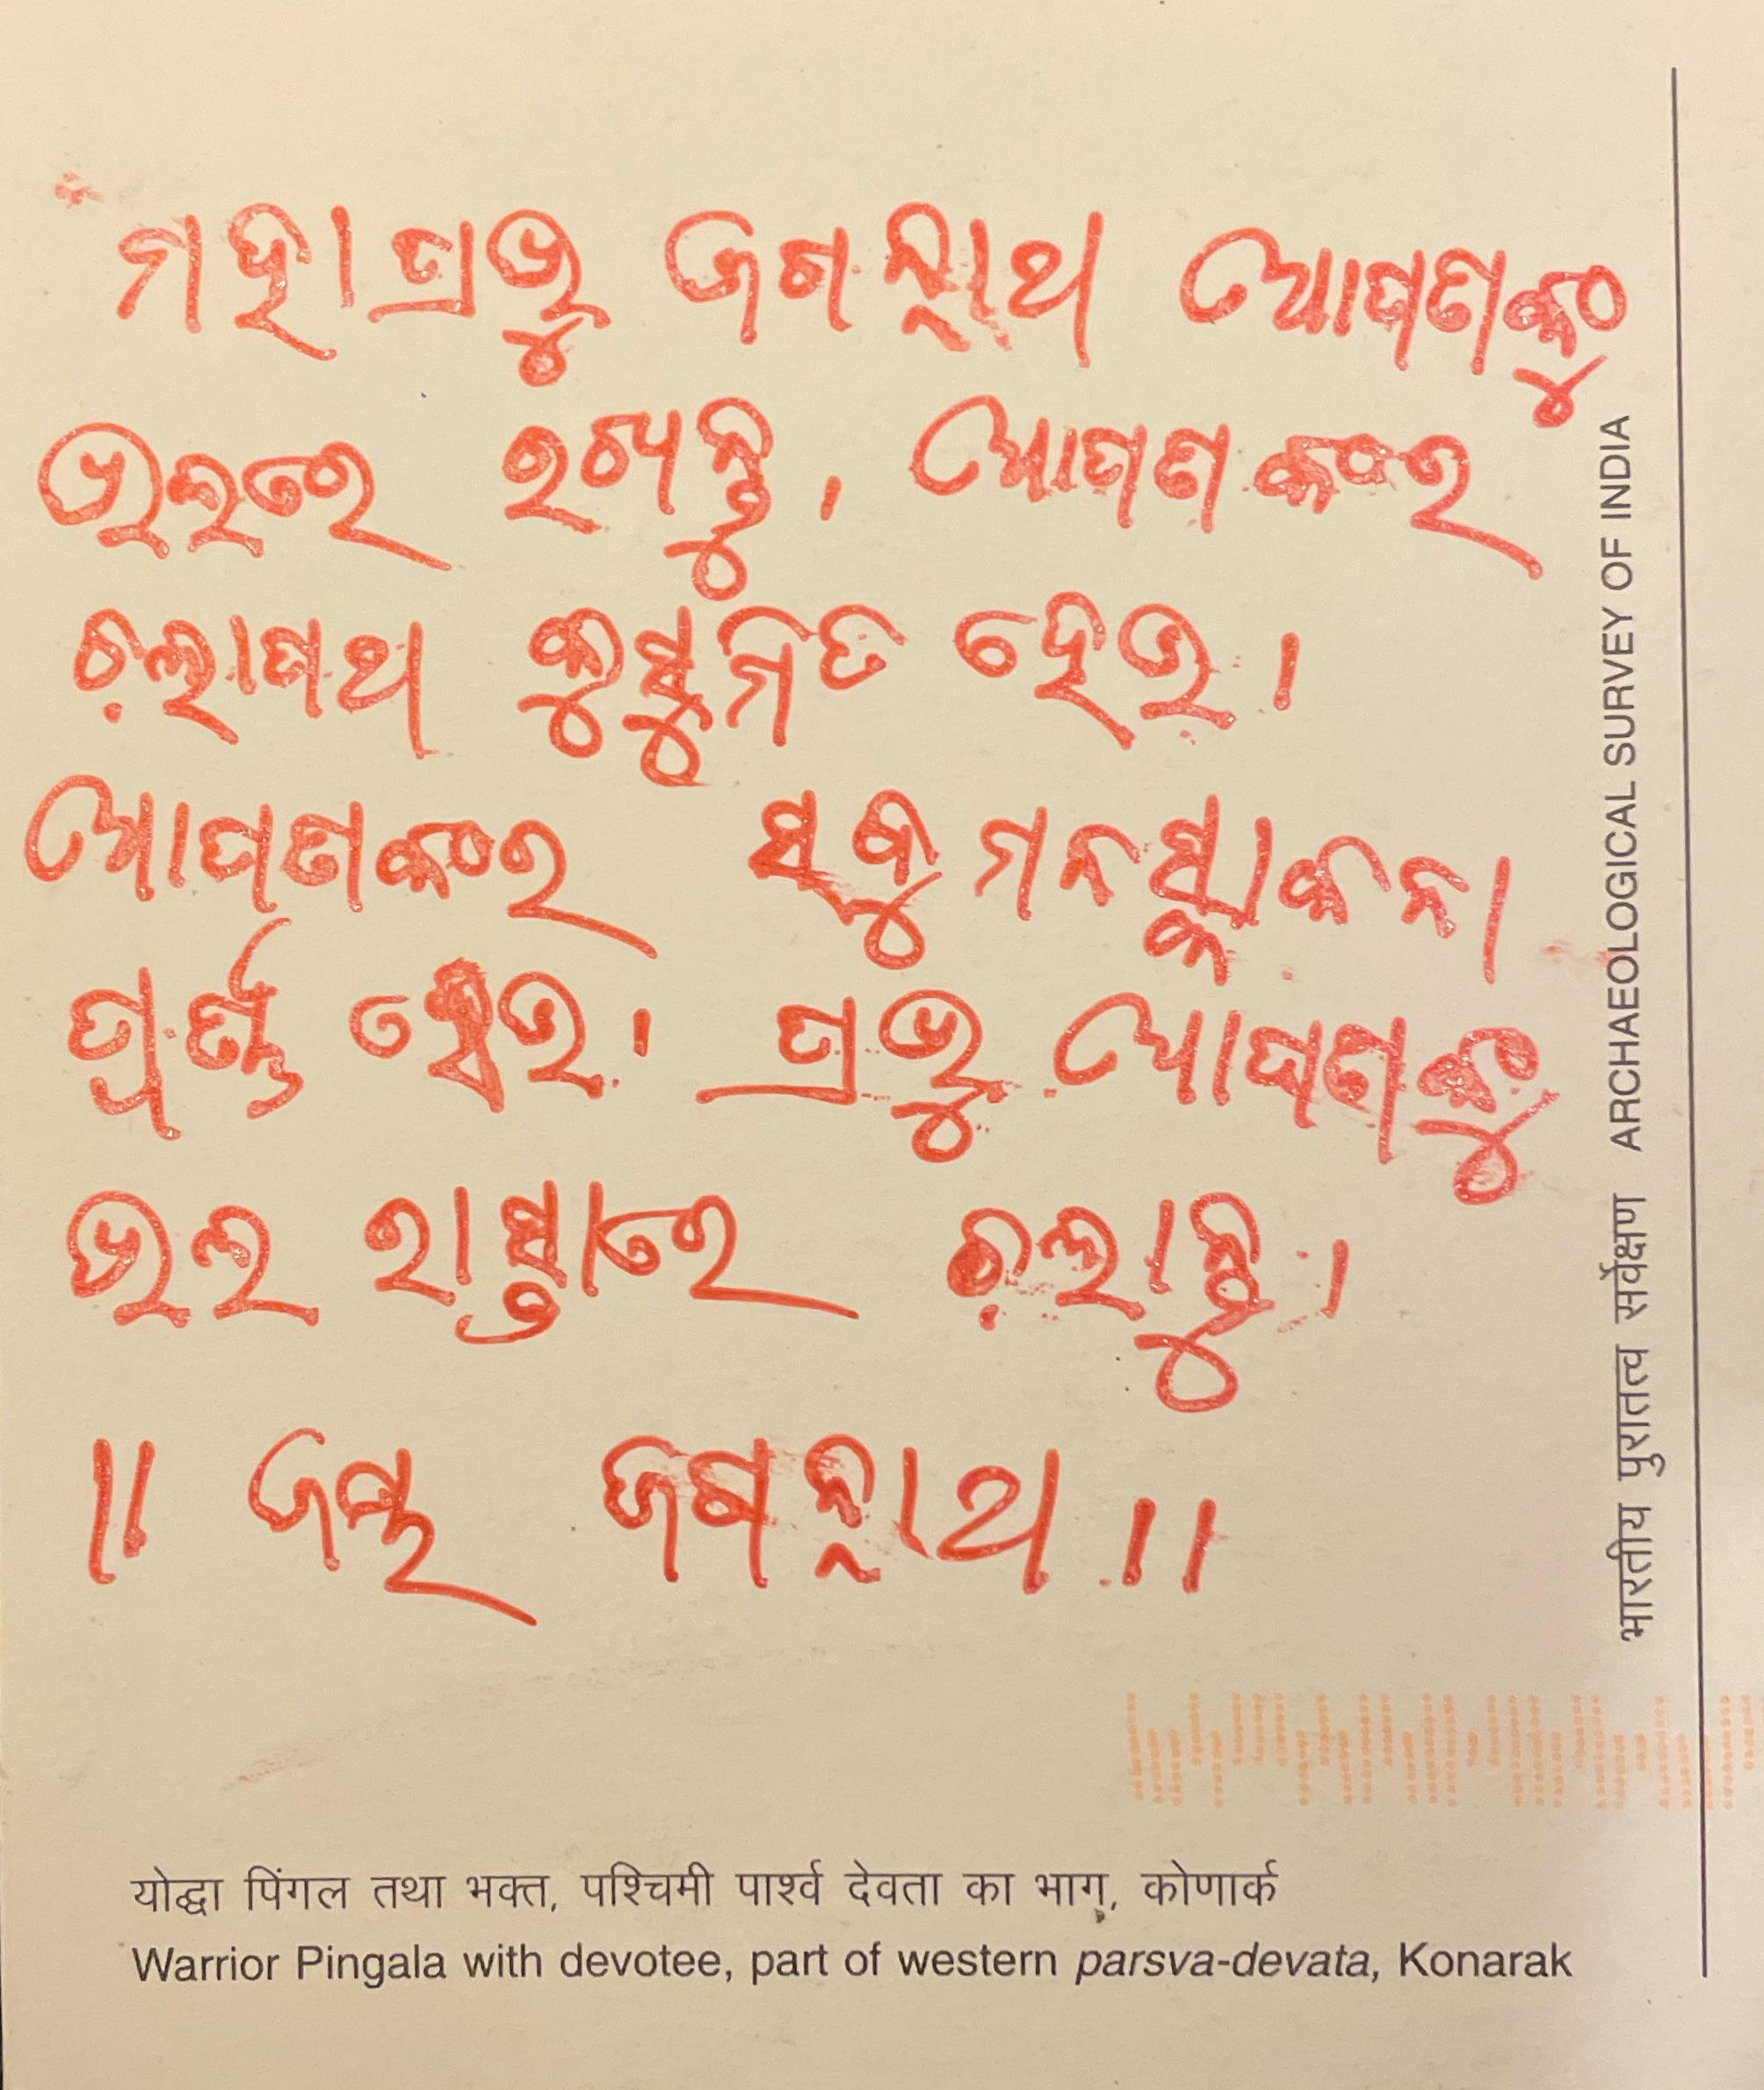 ମହାପ୍ରଭୁ ଜଗନ୍ନାଥ ଆପଣଙ୍କୁ
ଭଲରେ ରଖନ୍ତୁ, ଆପଣଙ୍କର
ଚଲାପଥ କୁସୁମିତ ହେଉ ।
ଆପଣଙ୍କର ସବୁ ମନସ୍କାମନା
ପୂର୍ଣ୍ଣ ହେଉ । ପ୍ରଭୁ ଆପଣଙ୍କୁ
ଭଲ ରାସ୍ତାରେ ଚଲାନ୍ତୁ ।
॥ ଜୟ ଜଗନ୍ନାଥ ॥
भारतीय पुरातत्त्व सर्वेक्षण ARCHAEOLOGICAL SURVEY OF INDIA
योद्धा पिंगल तथा भक्त, पश्चिमी पार्श्व देवता का भाग, कोणार्क
Warrior Pingala with devotee, part of western parsva-devata, Konarak